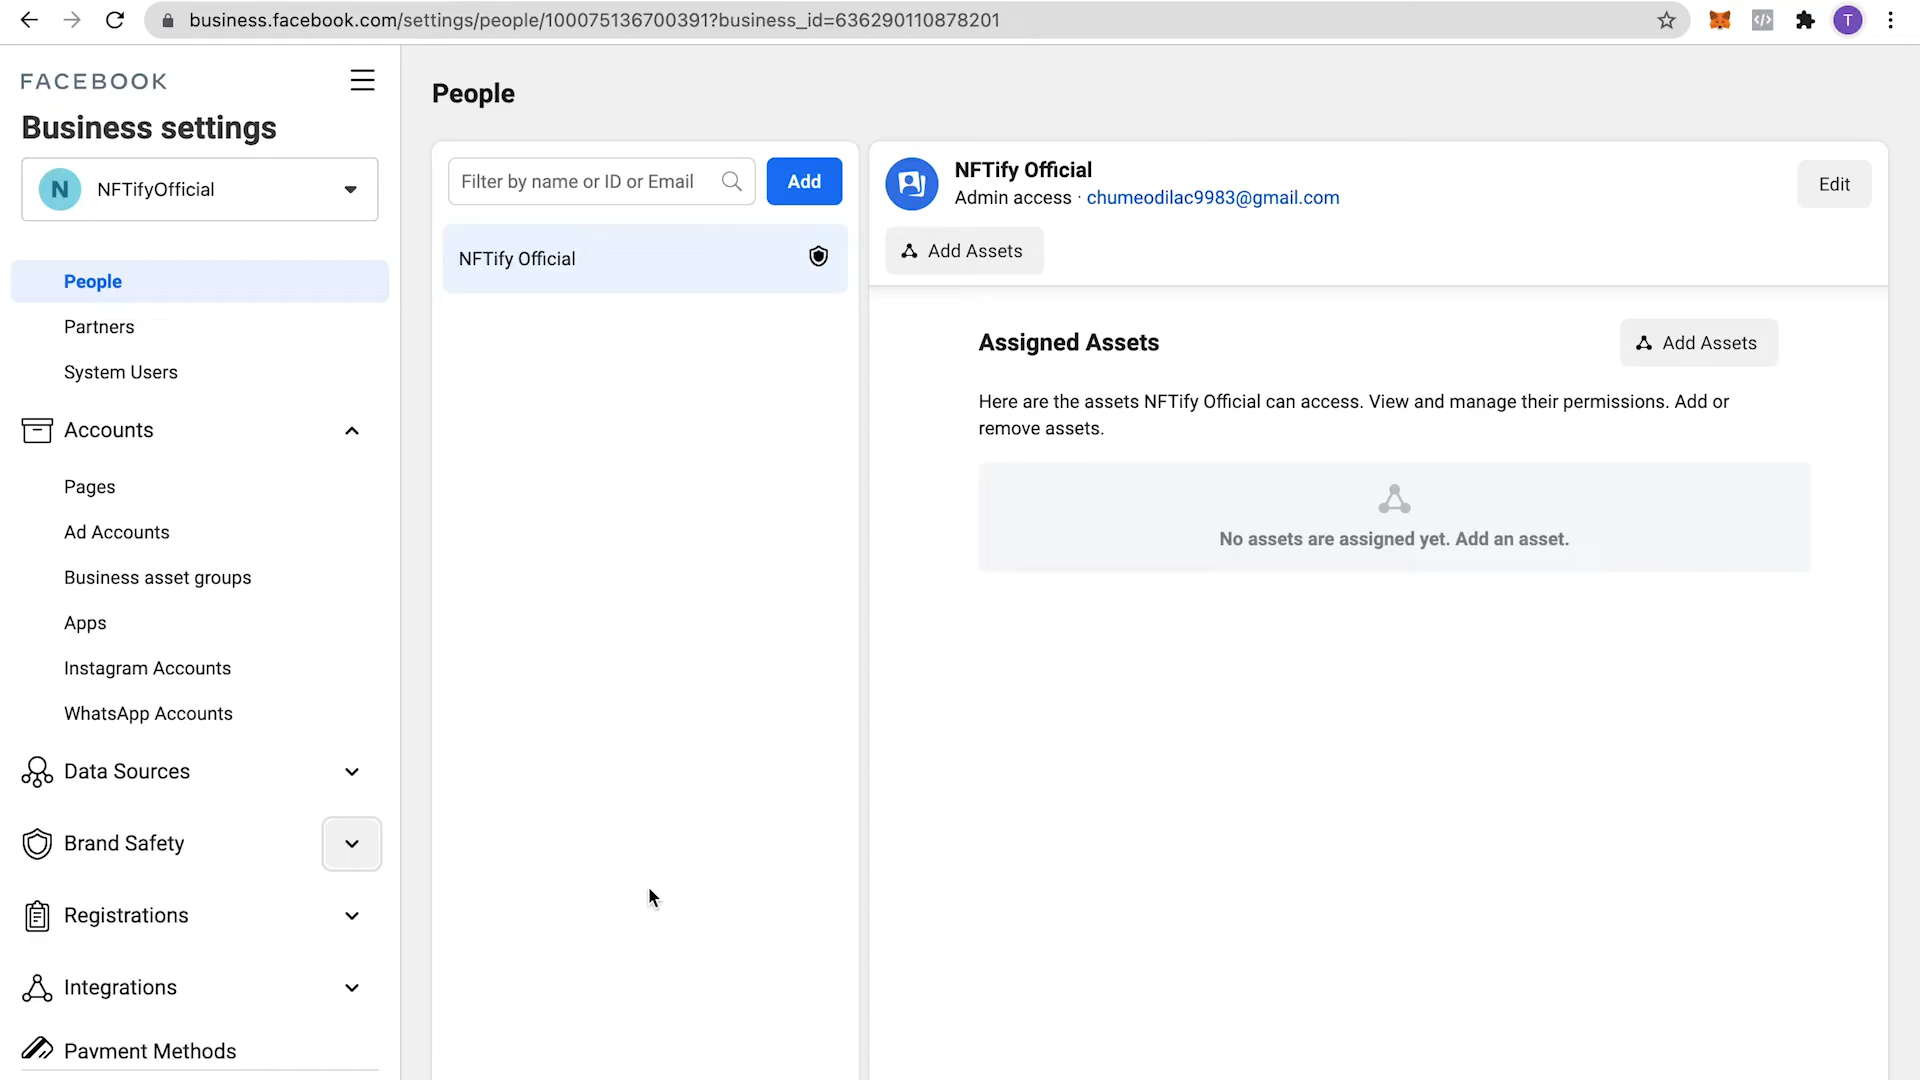 business.facebook.com/settings/people/100075136700391?business_id=636290110878201
T
FACEBOOK
Business settings
N
NFTifyOfficial
People
Partners
System Users
Accounts
Pages
Ad Accounts
Business asset groups
Apps
Instagram Accounts
WhatsApp Accounts
Data Sources
Brand Safety
Registrations
Integrations
Payment Methods
People
Filter by name or ID or Email
Add
NFTify Official
NFTify Official
Admin access · chumeodilac9983@gmail.com
Edit
Add Assets
Assigned Assets
Add Assets
Here are the assets NFTify Official can access. View and manage their permissions. Add or
remove assets.
No assets are assigned yet. Add an asset.